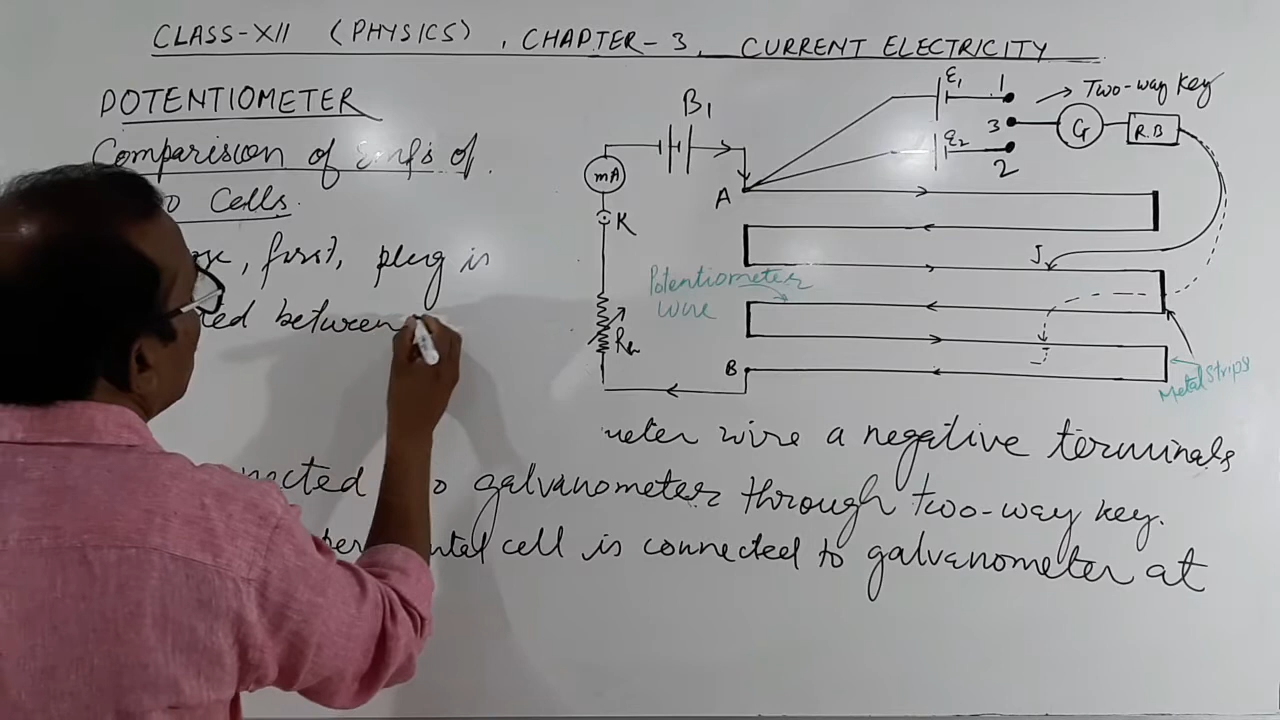 CLASS-XII (PHYSICS), CHAPTER-3, CURRENT ELECTRICITY
POTENTIOMETER
Comparision of Emfs of
Cells.
, first, plug is
between
B1
mA
K
Rh
A
B
ε1
ε2
1
3
2
Two-way key
G
R.B
J
J
Potentiometer
wire
Metal strips
meter wire a negative terminals
galvanometer through two-way key.
cell is connected to galvanometer at